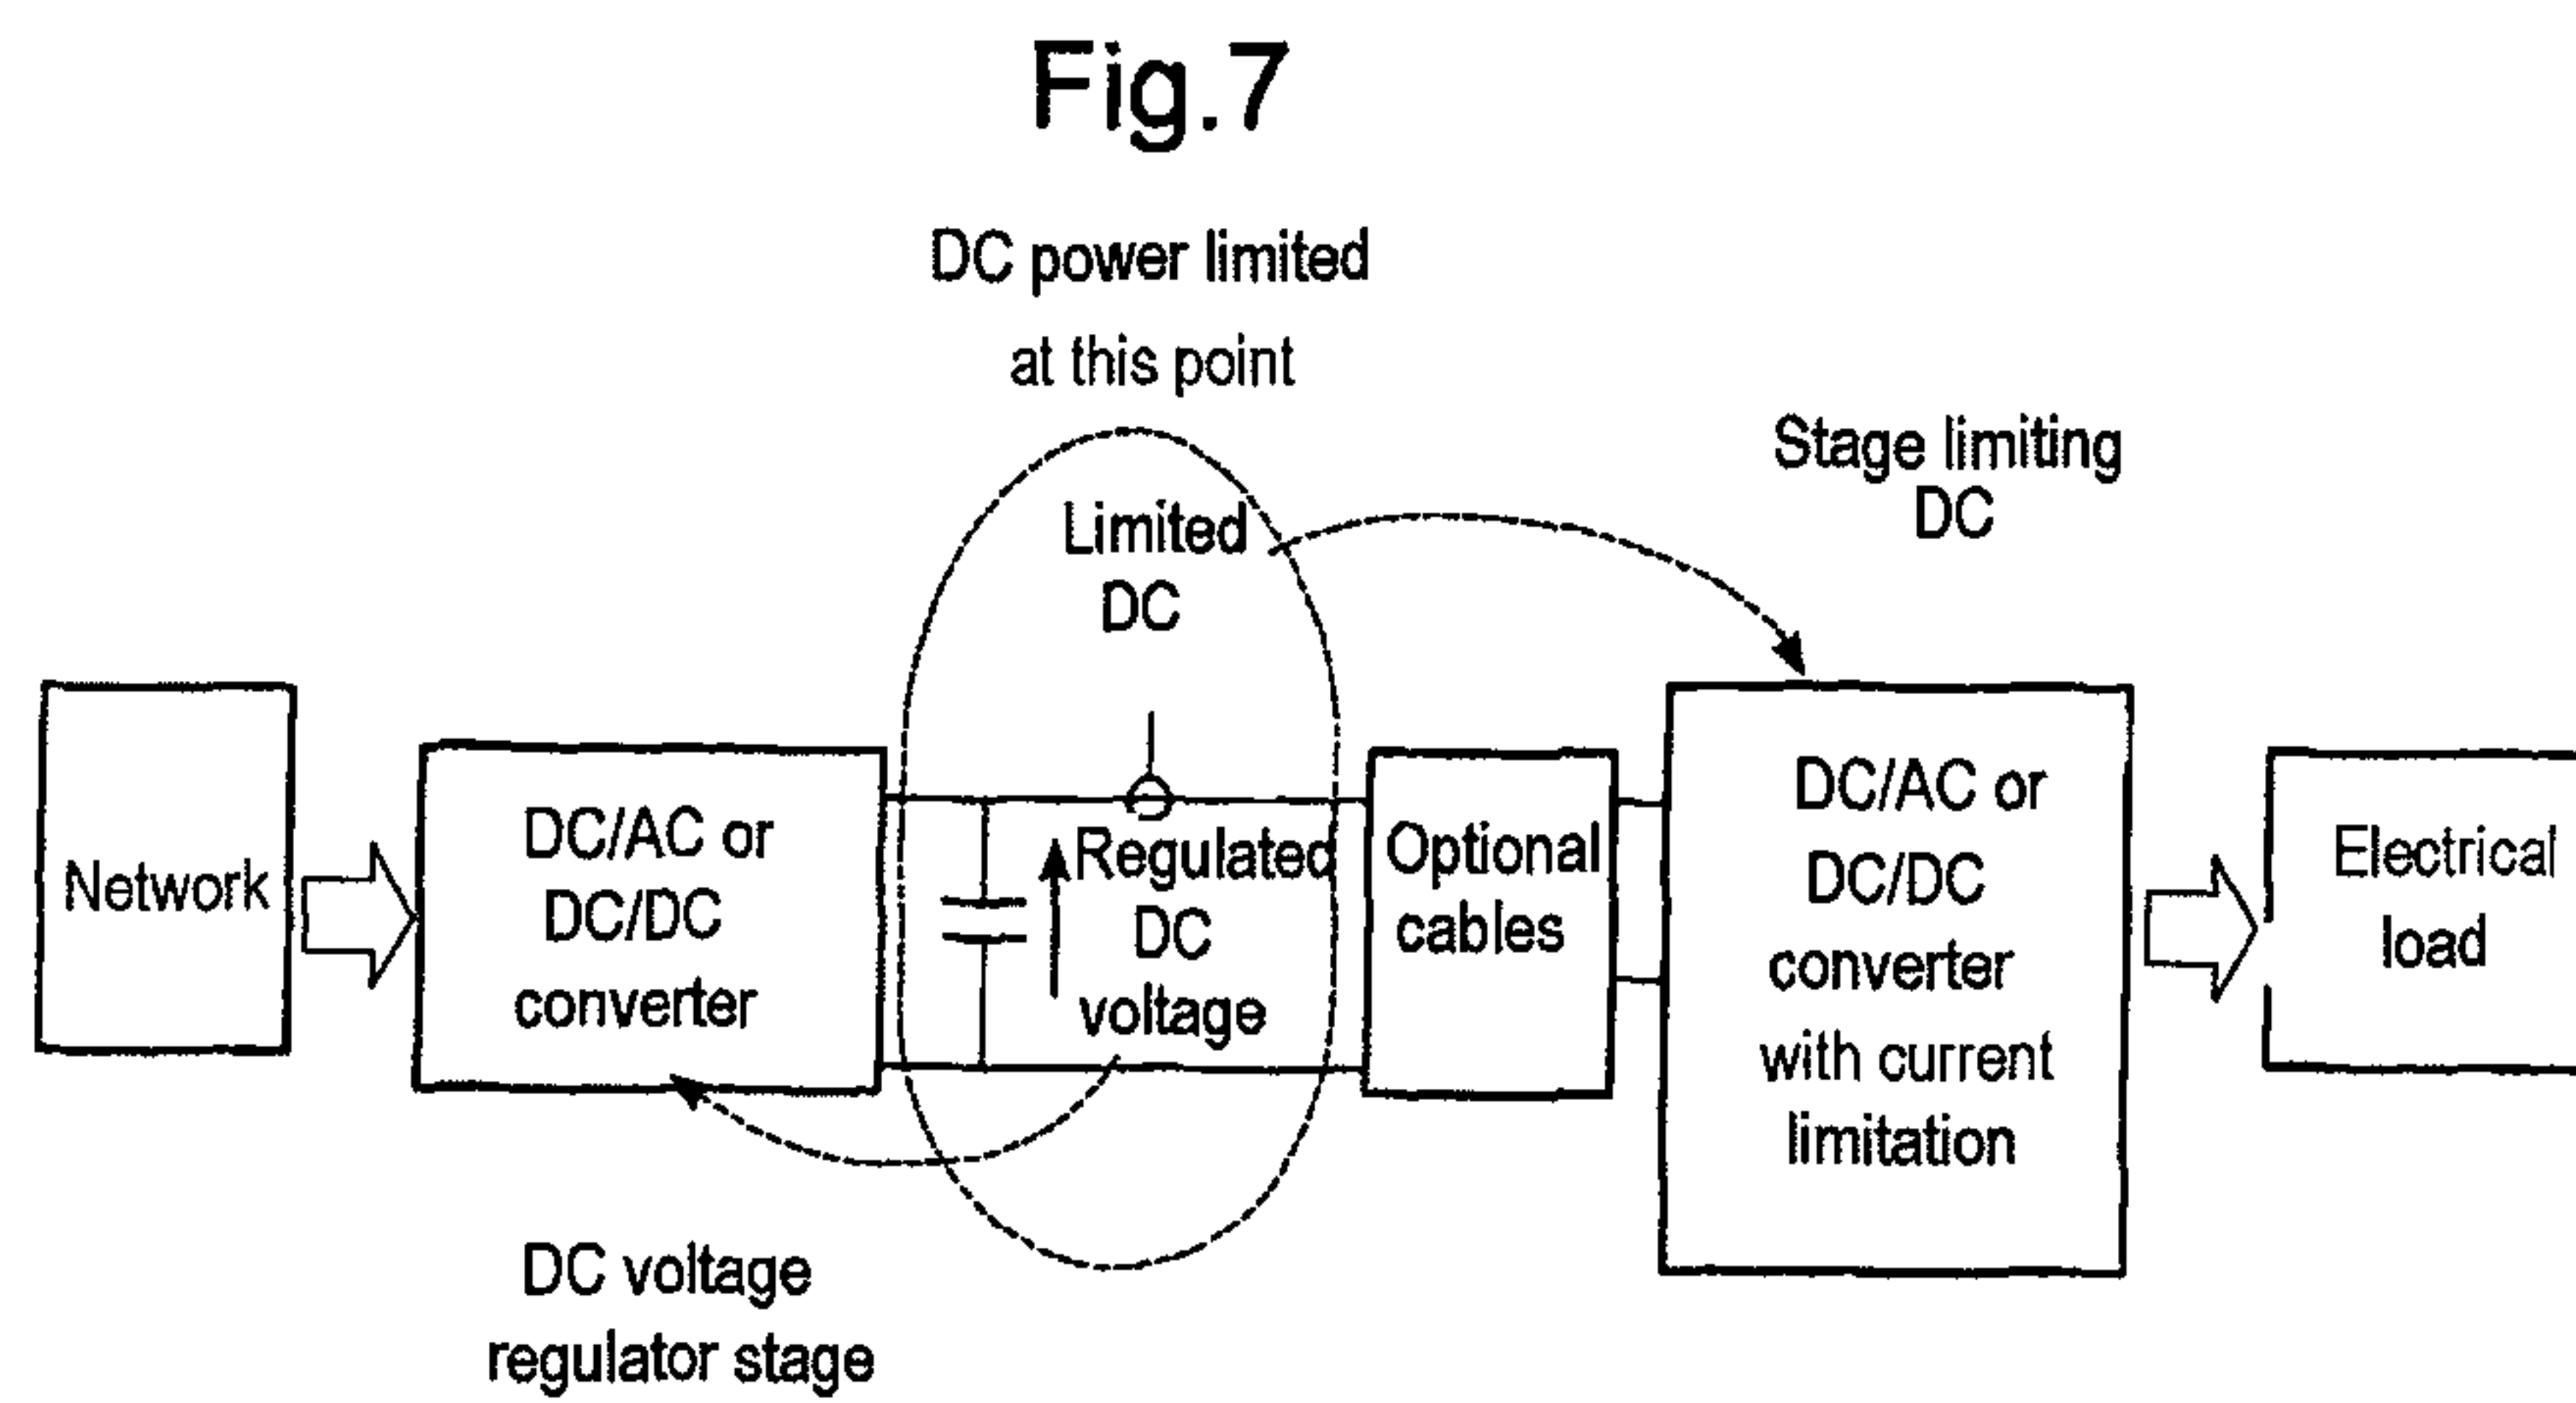 Fig.7
DC power limited
at this point
Stage limiting
DC
Limited
DC
Network
DC/AC or
DC/DC
converter
Regulated
DC
voltage
Optional
cables
DC/AC or
DC/DC
converter
with current
limitation
Electrical
load
DC voltage
regulator stage